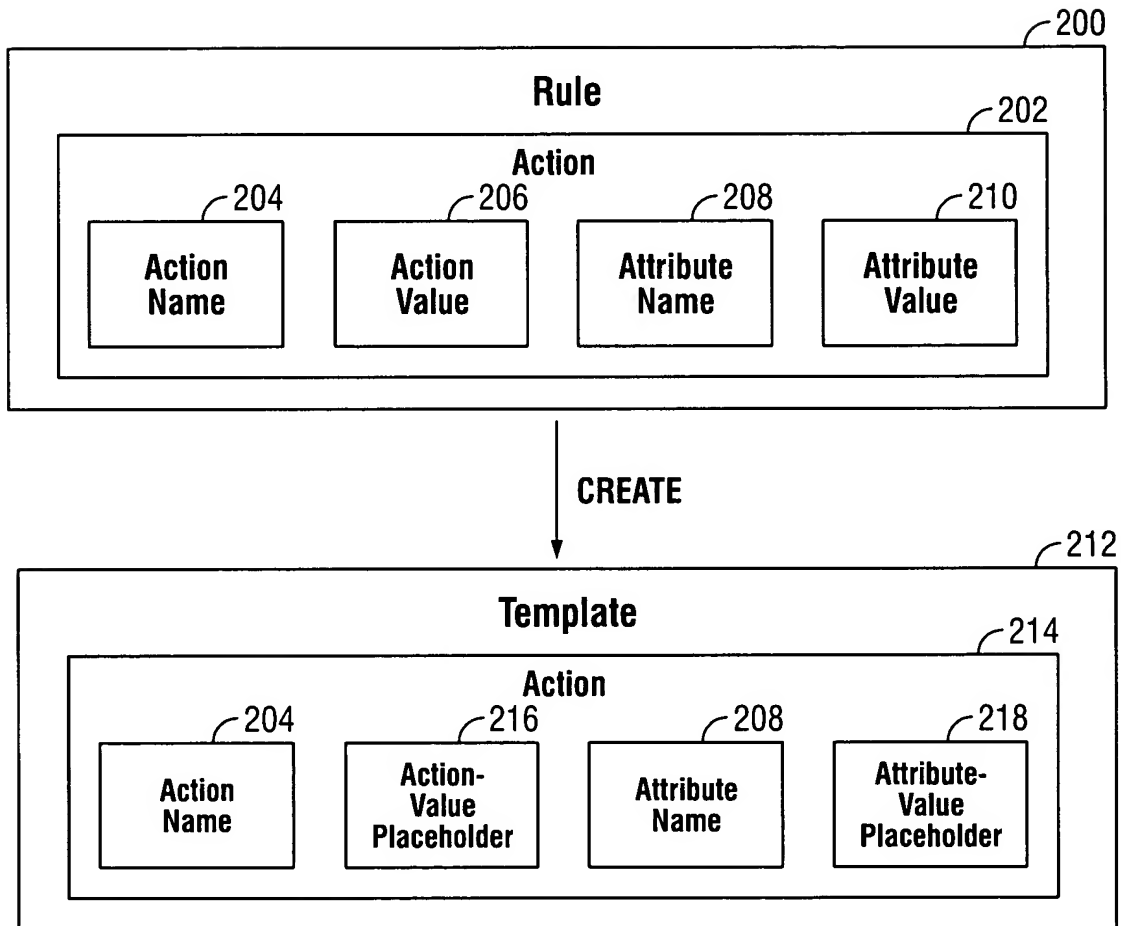 200
Rule
202
Action
204
206
208
210
Action
Name
Action
Value
Attribute
Name
Attribute
Value
CREATE
212
Template
214
Action
204
216
208
218
Action
Name
Action-
Value
Placeholder
Attribute
Name
Attribute-
Value
Placeholder